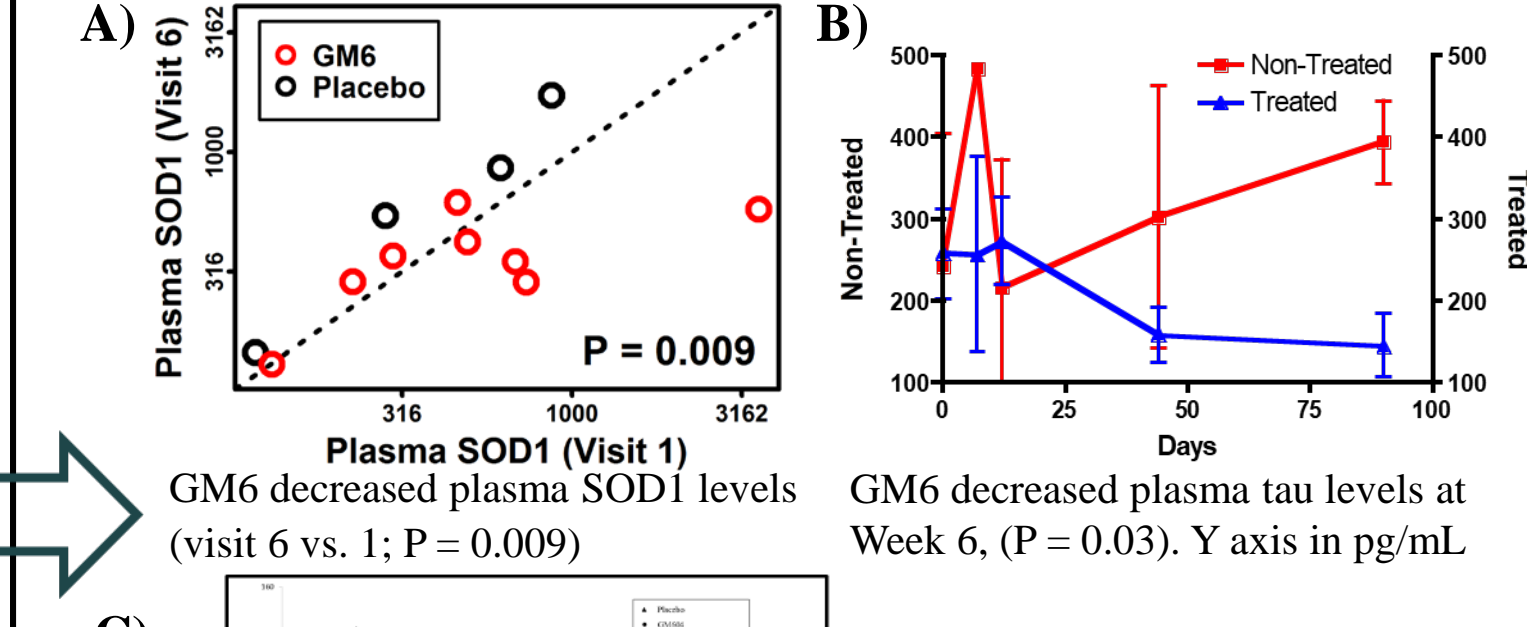 A)
Plasma SOD1 (Visit 6)
3162
1000
316
GM6
Placebo
P = 0.009
316
1000
3162
Plasma SOD1 (Visit 1)
GM6 decreased plasma SOD1 levels
(visit 6 vs. 1; P = 0.009)
B)
Non-Treated
500
400
300
200
100
Non-Treated
Treated
500
400
300
200
100
Treated
0
25
50
75
100
Days
GM6 decreased plasma tau levels at
Week 6, (P = 0.03). Y axis in pg/mL
C)
160
Placebo
GM604